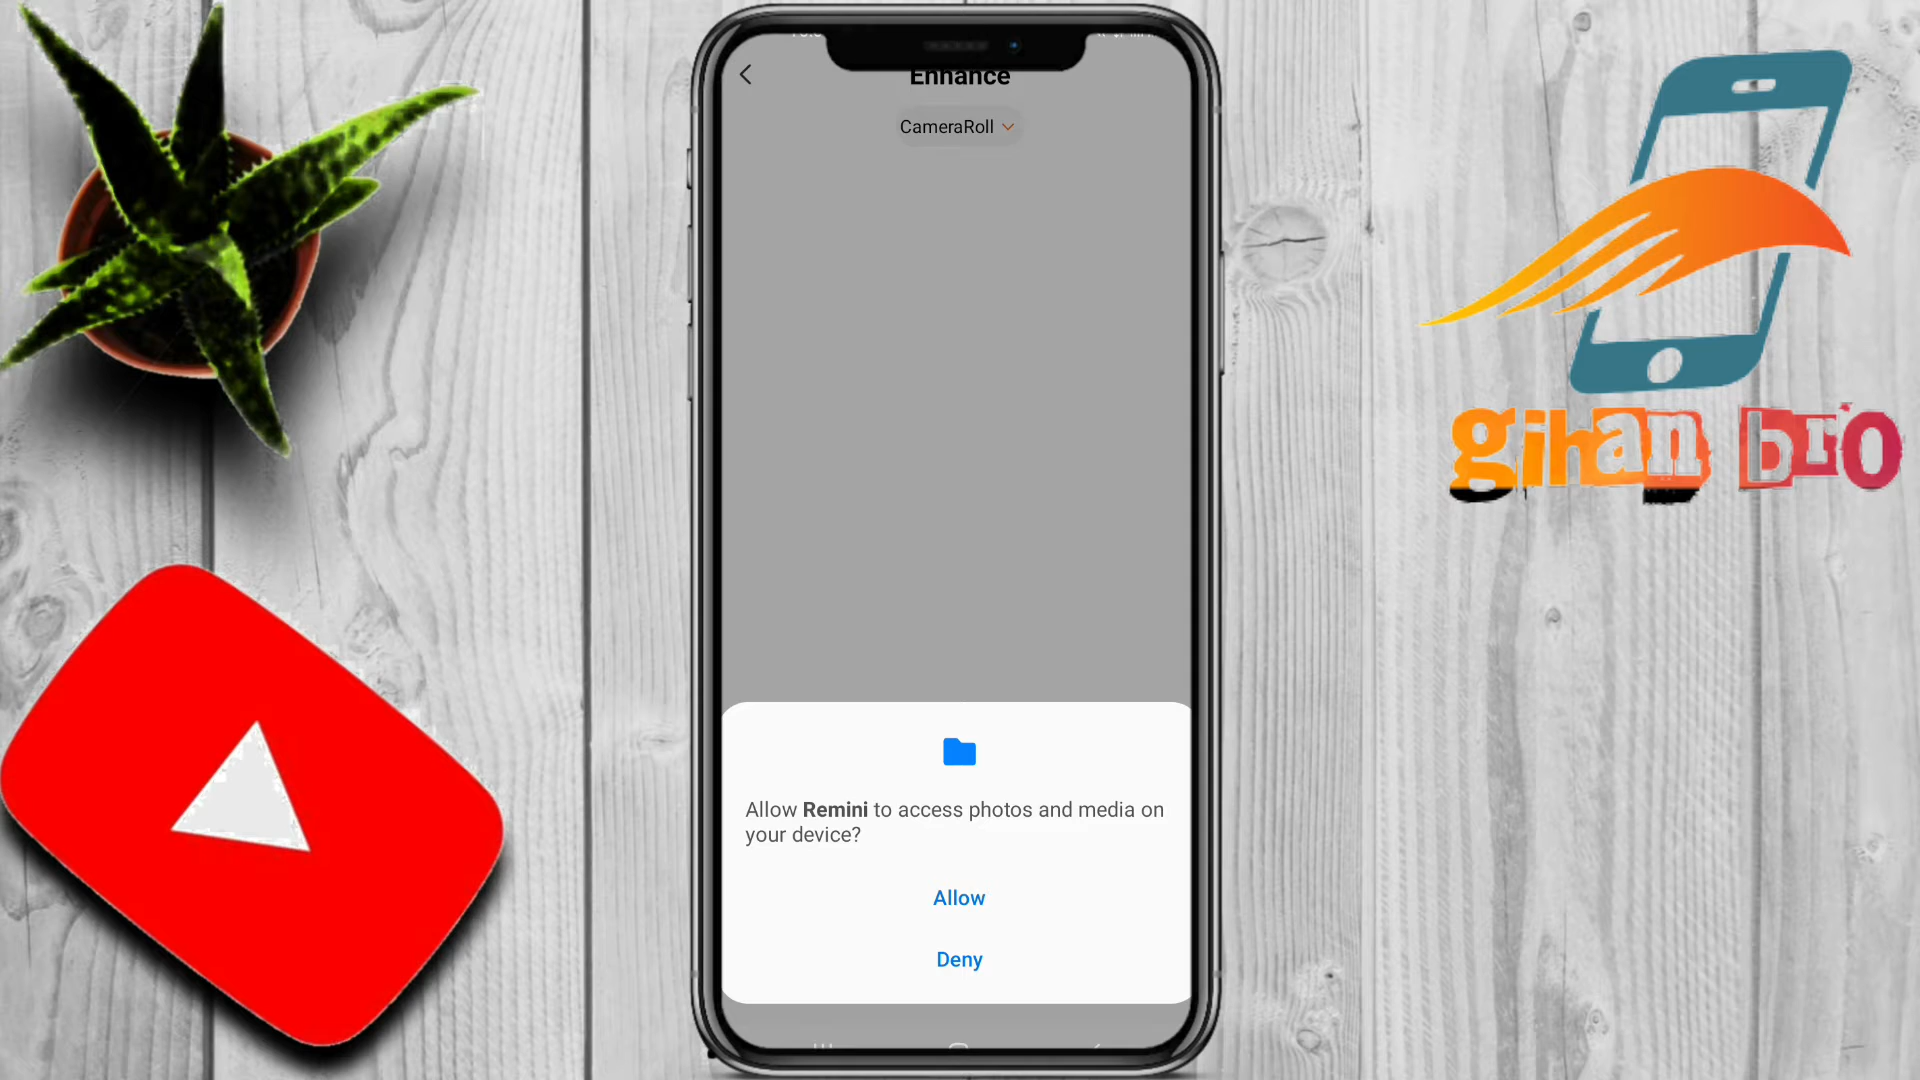 Enhance
CameraRoll
gihan bro
Allow Remini to access photos and media on
your device?
Allow
Deny